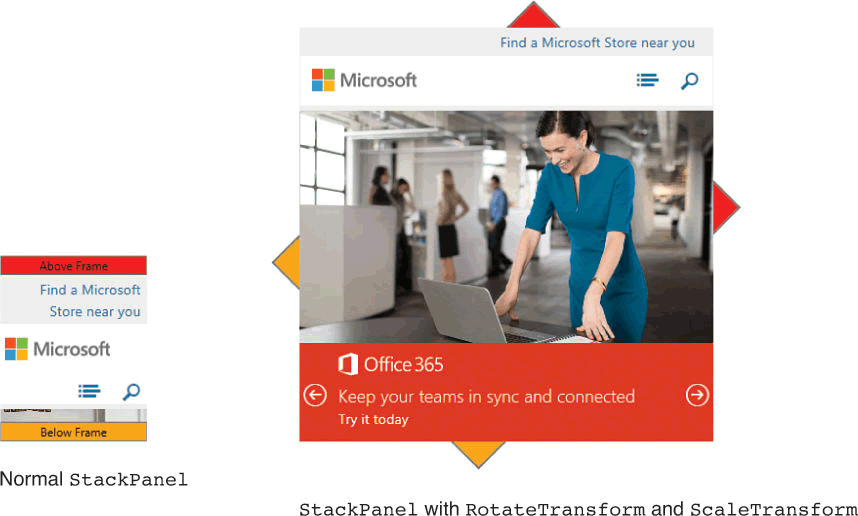 Above Frame
Find a Microsoft
Store near you
Microsoft
Below Frame
Normal StackPanel
Find a Microsoft Store near you
Microsoft
Office 365
Keep your teams in sync and connected
Try it today
StackPanel with RotateTransform and ScaleTransform